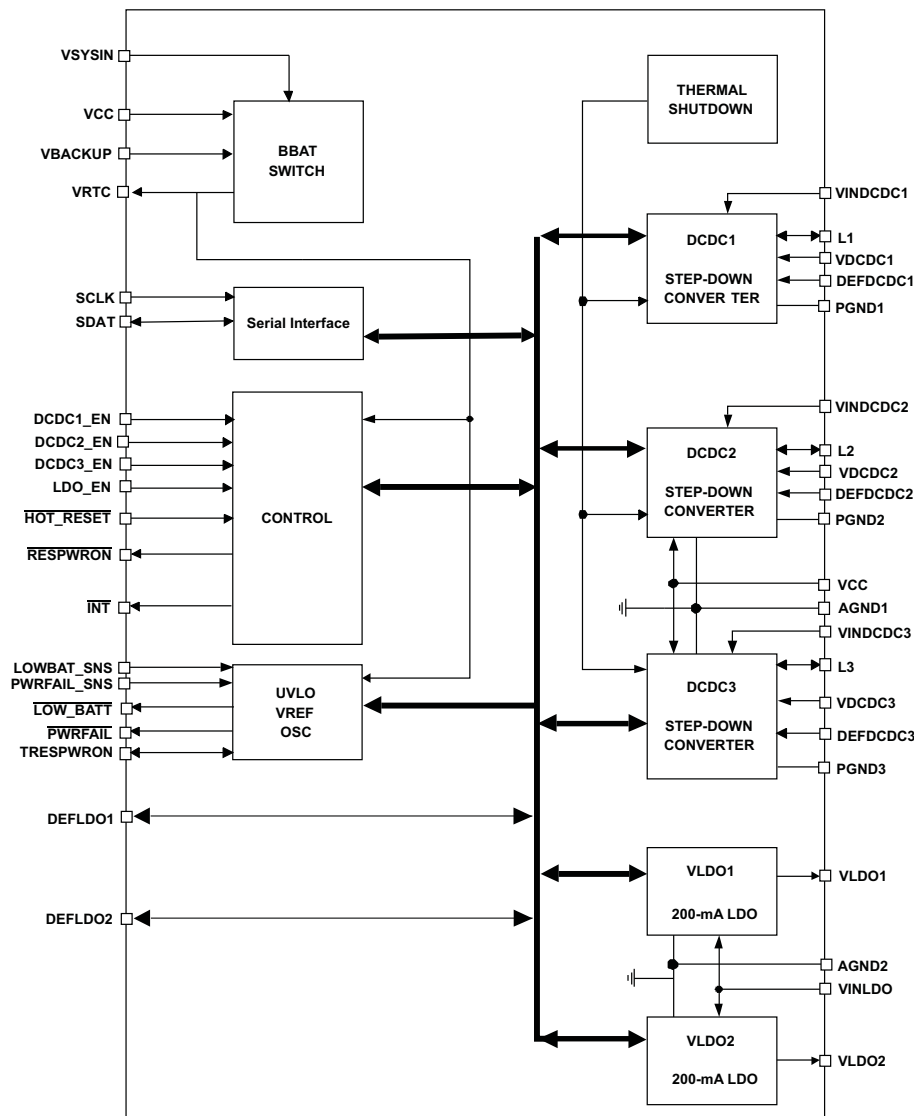 VSYSIN
VCC
VBACKUP
VRTC
BBAT
SWITCH
THERMAL
SHUTDOWN
VINDCDC1
DCDC1
STEP-DOWN
CONVER TER
L1
VDCDC1
DEFDCDC1
PGND1
SCLK
SDAT
Serial Interface
DCDC1_EN
DCDC2_EN
DCDC3_EN
LDO_EN
HOT_RESET
RESPWRON
INT
CONTROL
VINDCDC2
DCDC2
STEP-DOWN
CONVERTER
L2
VDCDC2
DEFDCDC2
PGND2
VCC
AGND1
VINDCDC3
LOWBAT_SNS
PWRFAIL_SNS
LOW_BATT
PWRFAIL
TRESPWRON
UVLO
VREF
OSC
DCDC3
STEP-DOWN
CONVERTER
L3
VDCDC3
DEFDCDC3
PGND3
DEFLDO1
DEFLDO2
VLDO1
200-mA LDO
VLDO1
AGND2
VINLDO
VLDO2
200-mA LDO
VLDO2